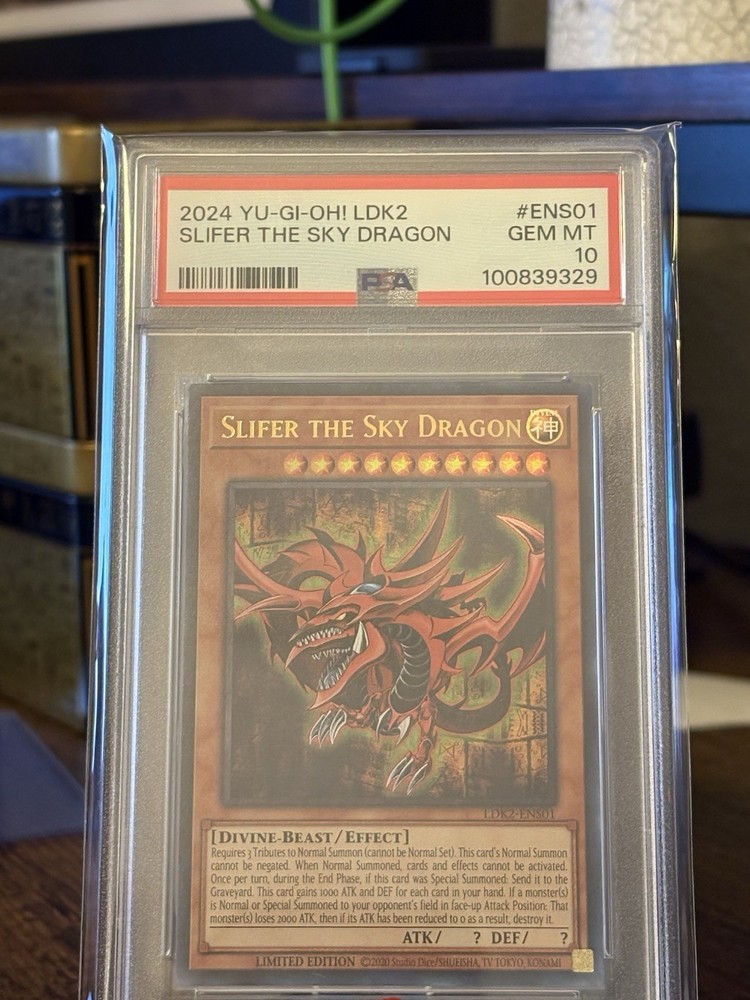 2024 YU-GI-OH! LDK2 #ENS01
SLIFER THE SKY DRAGON GEM MT
10
PSA 100839329
SLIFER THE SKY DRAGON
DIVINE
神
LDK2-ENS01
[DIVINE-BEAST/EFFECT]
Requires 3 Tributes to Normal Summon (cannot be Normal Set). This card's Normal Summon
cannot be negated. When Normal Summoned, cards and effects cannot be activated.
Once per turn, during the End Phase, if this card was Special Summoned: Send it to the
Graveyard. This card gains 1000 ATK and DEF for each card in your hand. If a monster(s)
is Normal or Special Summoned to your opponent's field in face-up Attack Position: That
monster(s) loses 2000 ATK, then if its ATK has been reduced to 0 as a result, destroy it.
ATK/ ? DEF/ ?
LIMITED EDITION ©2020 Studio Dice/SHUEISHA, TV TOKYO, KONAMI